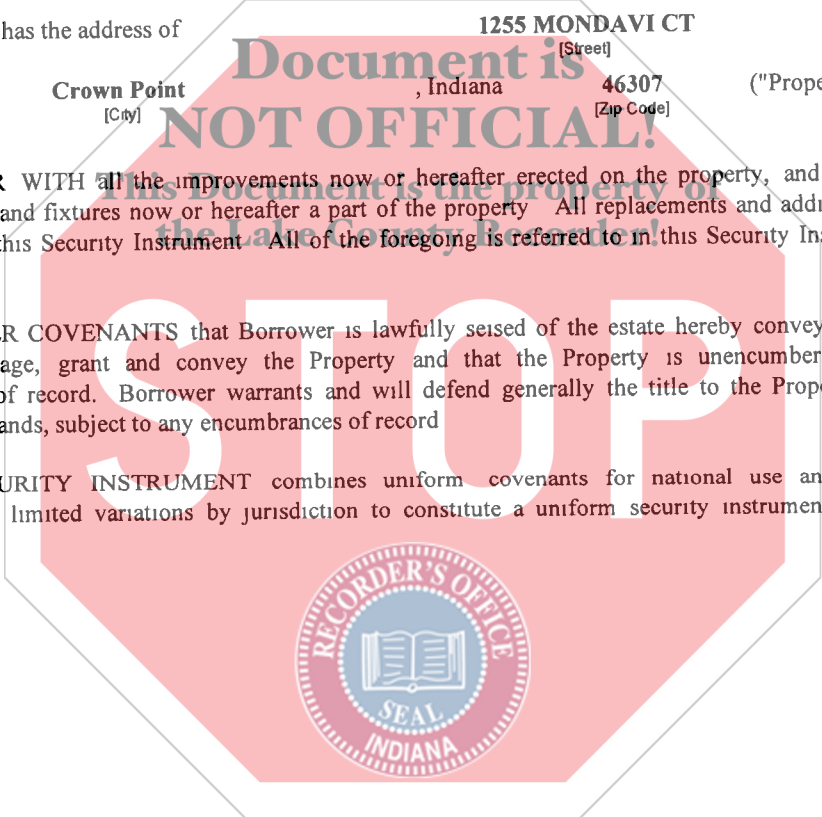 has the address of 1255 MONDAVI CT
[Street]
Crown Point , Indiana 46307 ("Prope
[City] [Zip Code]
Document is
NOT OFFICIAL!
This Document is the property of
the Lake County Recorder!
R WITH all the improvements now or hereafter erected on the property, and
and fixtures now or hereafter a part of the property All replacements and addi
this Security Instrument All of the foregoing is referred to in this Security Ins
ER COVENANTS that Borrower is lawfully seised of the estate hereby convey
age, grant and convey the Property and that the Property is unencumber
of record. Borrower warrants and will defend generally the title to the Prope
ands, subject to any encumbrances of record
URITY INSTRUMENT combines uniform covenants for national use an
limited variations by jurisdiction to constitute a uniform security instrumen
STOP
RECORDER'S OFFICE
SEAL
INDIANA